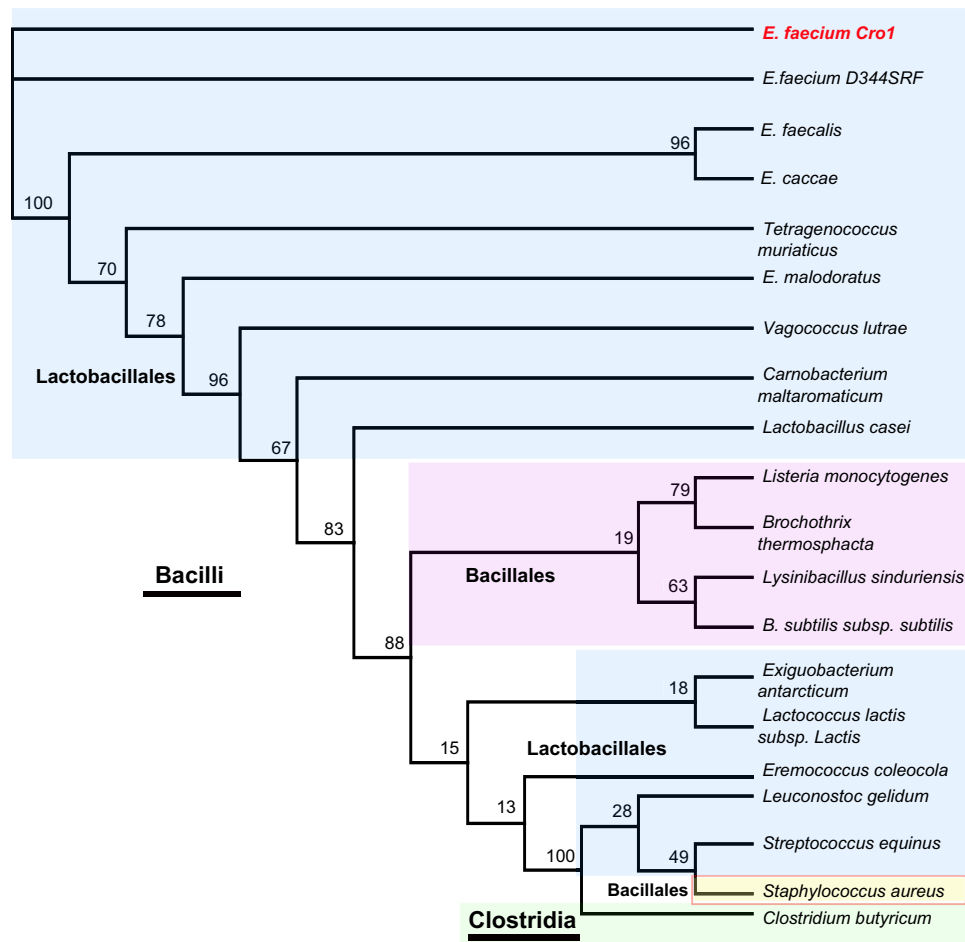 E. faecium Cro1
E.faecium D344SRF
E. faecalis
96
E. caccae
100
Tetragenococcus
muriaticus
70
E. malodoratus
78
Vagococcus lutrae
Lactobacillales
96
Carnobacterium
maltaromaticum
Lactobacillus casei
67
Listeria monocytogenes
79
Brochothrix
thermosphacta
83
19
Bacilli
Bacillales
Lysinibacillus sinduriensis
63
B. subtilis subsp. subtilis
88
Exiguobacterium
antarcticum
18
Lactococcus lactis
subsp. Lactis
15
Lactobacillales
Eremococcus coleocola
Leuconostoc gelidum
13
28
Streptococcus equinus
100
49
Bacillales
Staphylococcus aureus
Clostridia
Clostridium butyricum